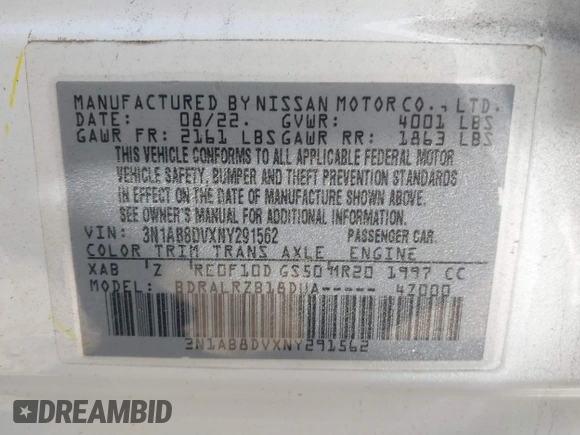 MANUFACTURED BY NISSAN MOTOR CO., LTD.
DATE: 08/22. GVWR: 4001 LBS
GAWR FR: 2161 LBS GAWR RR: 1863 LBS
THIS VEHICLE CONFORMS TO ALL APPLICABLE FEDERAL MOTOR
VEHICLE SAFETY, BUMPER AND THEFT PREVENTION STANDARDS
IN EFFECT ON THE DATE OF MANUFACTURE SHOWN ABOVE.
SEE OWNER'S MANUAL FOR ADDITIONAL INFORMATION.
VIN: 3N1AB8DVXNY291562 PASSENGER CAR
COLOR TRIM TRANS AXLE ENGINE
XAB Z RE0F10D GS50 MR20 1997 CC
MODEL: BDRALRZB18DUA----- 47000
3N1AB8DVXNY291562
DREAMBID